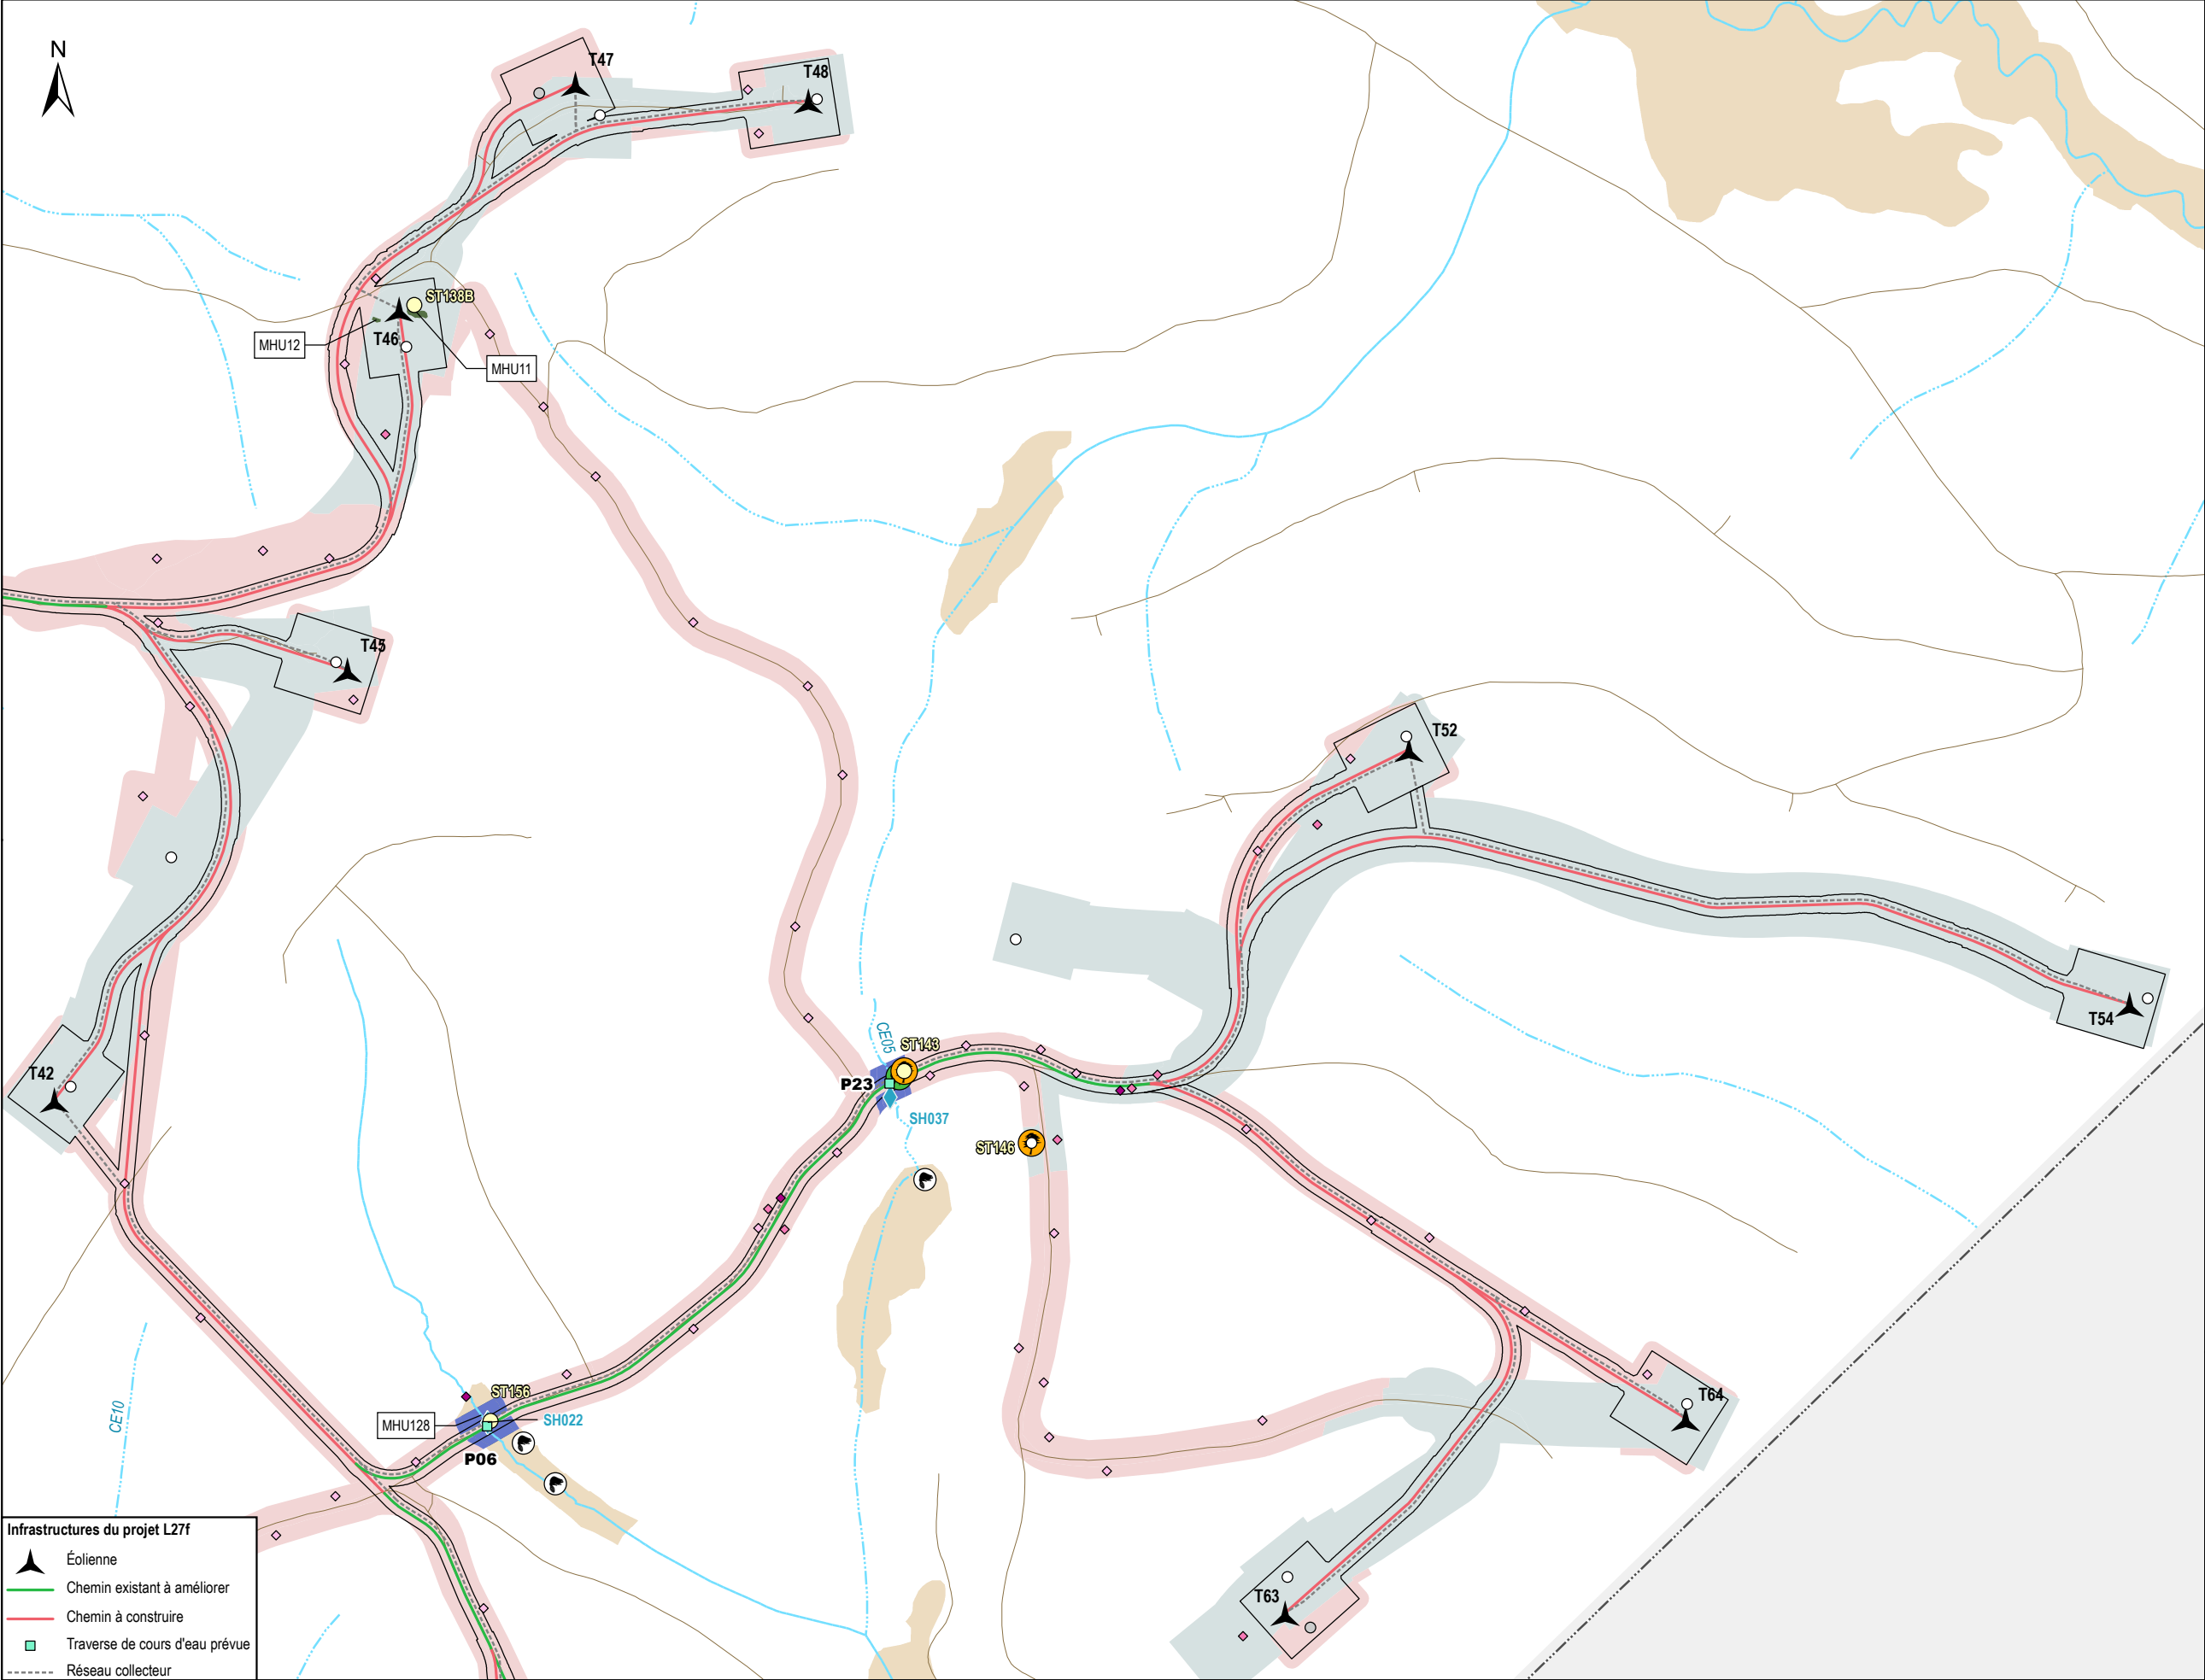 N
T47
T48
ST138B
MHU12
T46
MHU11
T45
T52
T54
CE05
ST143
T42
P23
SH037
ST146
ST156
MHU128
SH022
P06
CE10
T64
T63
Infrastructures du projet L27f
Éolienne
Chemin existant à améliorer
Chemin à construire
Traverse de cours d'eau prévue
Réseau collecteur